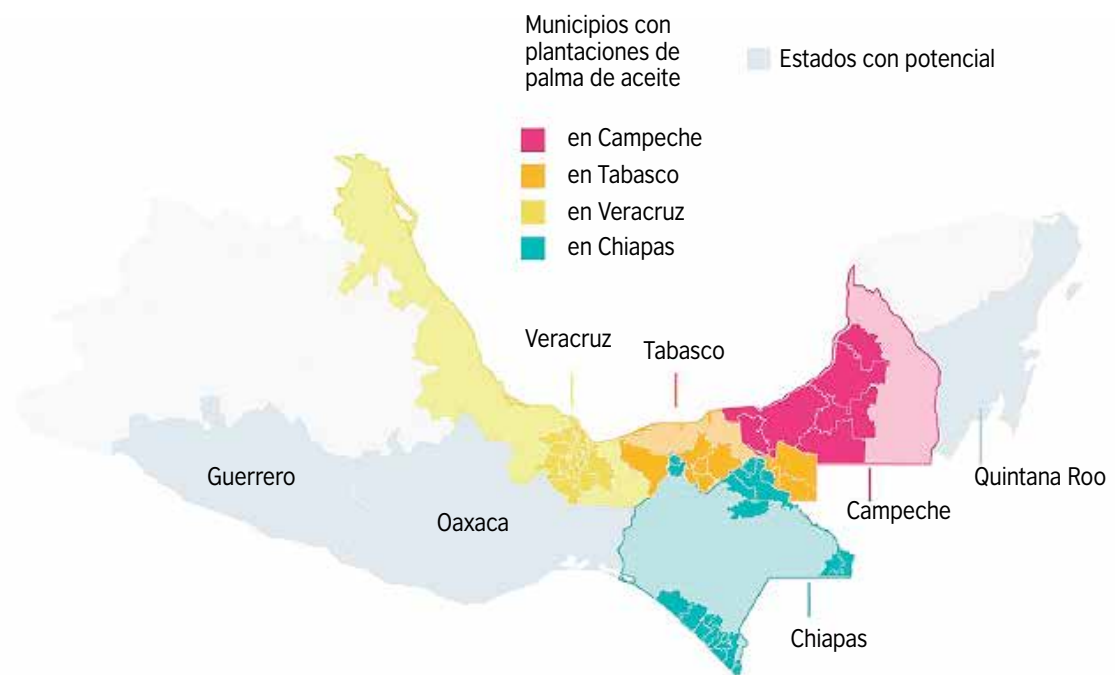 Municipios con
plantaciones de
palma de aceite
Estados con potencial
en Campeche
en Tabasco
en Veracruz
en Chiapas
Veracruz
Tabasco
Guerrero
Quintana Roo
Campeche
Oaxaca
Chiapas